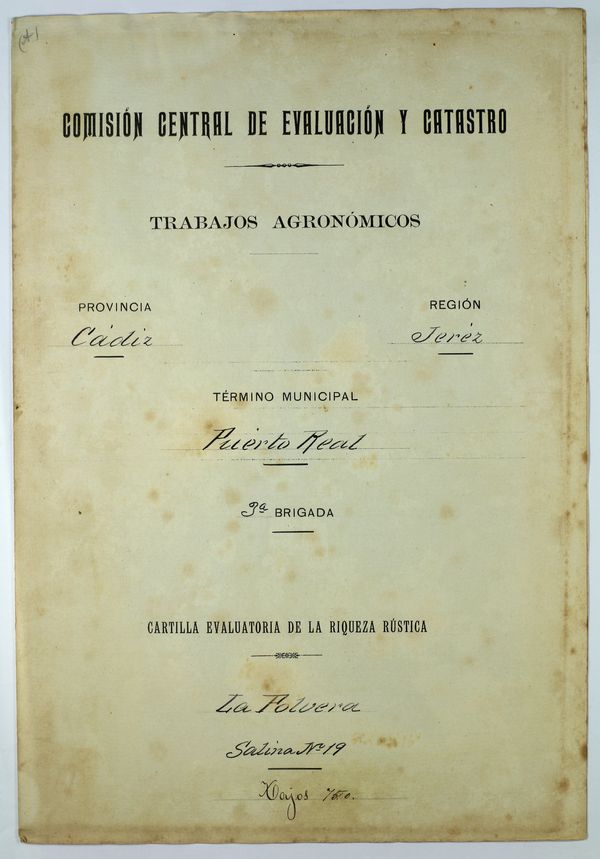 COMISIÓN CENTRAL DE EVALUACIÓN Y CATASTRO
TRABAJOS AGRONÓMICOS
PROVINCIA
Cádiz
REGIÓN
Jeréz
TÉRMINO MUNICIPAL
Puerto Real
3ª BRIGADA
CARTILLA EVALUATORIA DE LA RIQUEZA RÚSTICA
La Polvera
Salina Nº 19